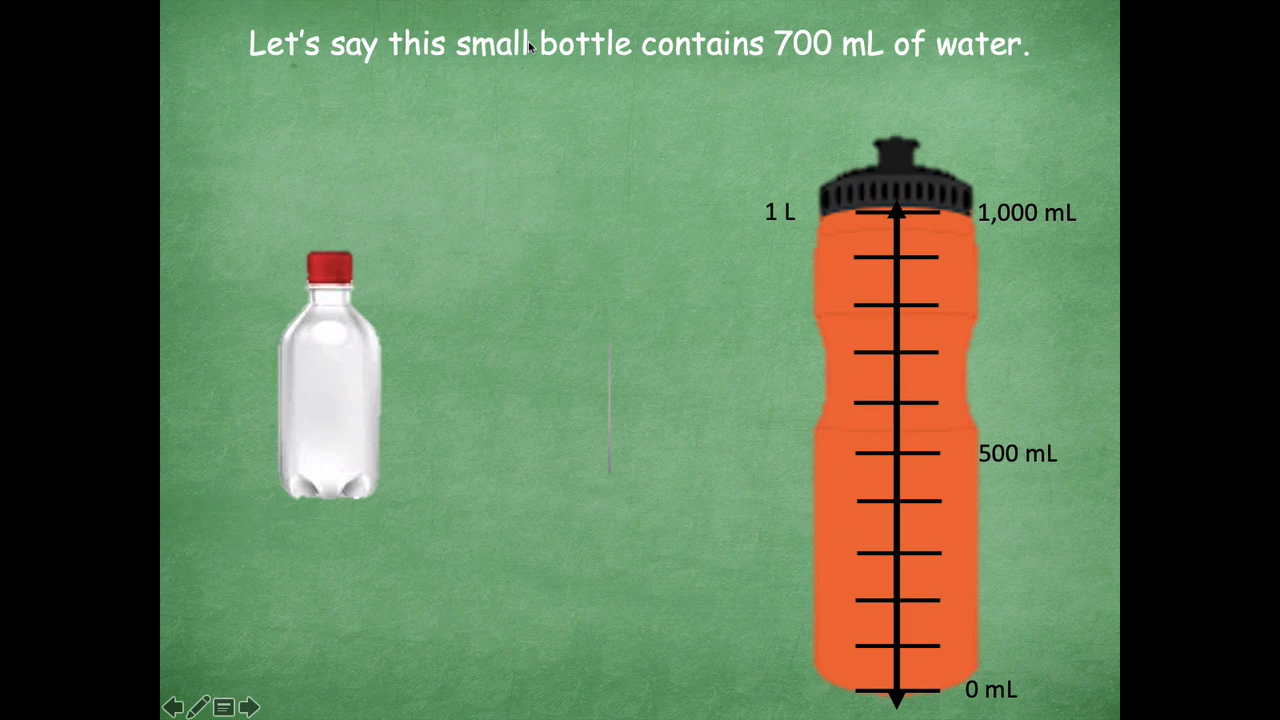 Let's say this small bottle contains 700 mL of water.
1 L
1,000 mL
500 mL
0 mL